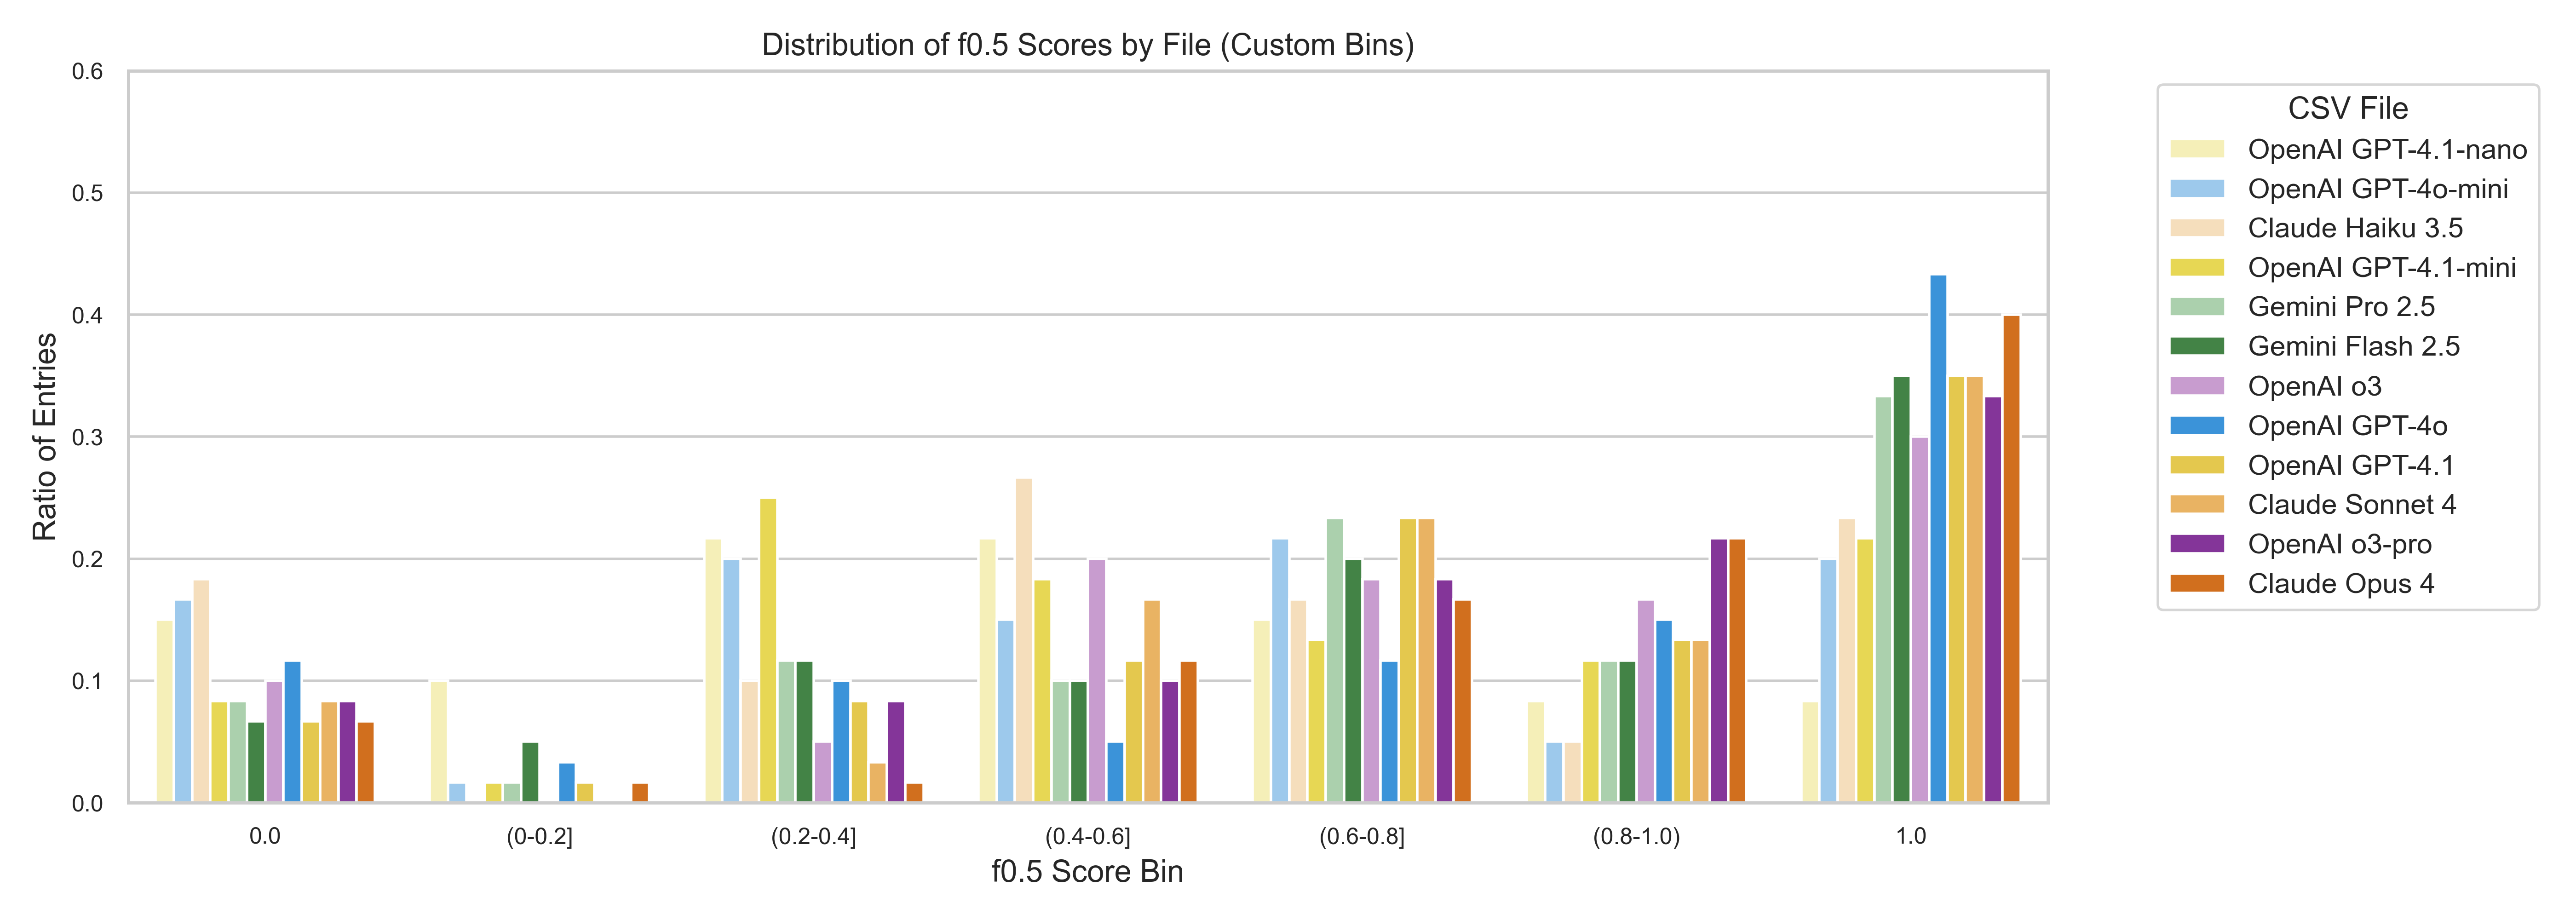 Distribution of f0.5 Scores by File (Custom Bins)
Ratio of Entries
0.6
0.5
0.4
0.3
0.2
0.1
0.0
0.0
(0-0.2]
(0.2-0.4]
(0.4-0.6]
(0.6-0.8]
(0.8-1.0)
1.0
f0.5 Score Bin
CSV File
OpenAI GPT-4.1-nano
OpenAI GPT-4o-mini
Claude Haiku 3.5
OpenAI GPT-4.1-mini
Gemini Pro 2.5
Gemini Flash 2.5
OpenAI o3
OpenAI GPT-4o
OpenAI GPT-4.1
Claude Sonnet 4
OpenAI o3-pro
Claude Opus 4